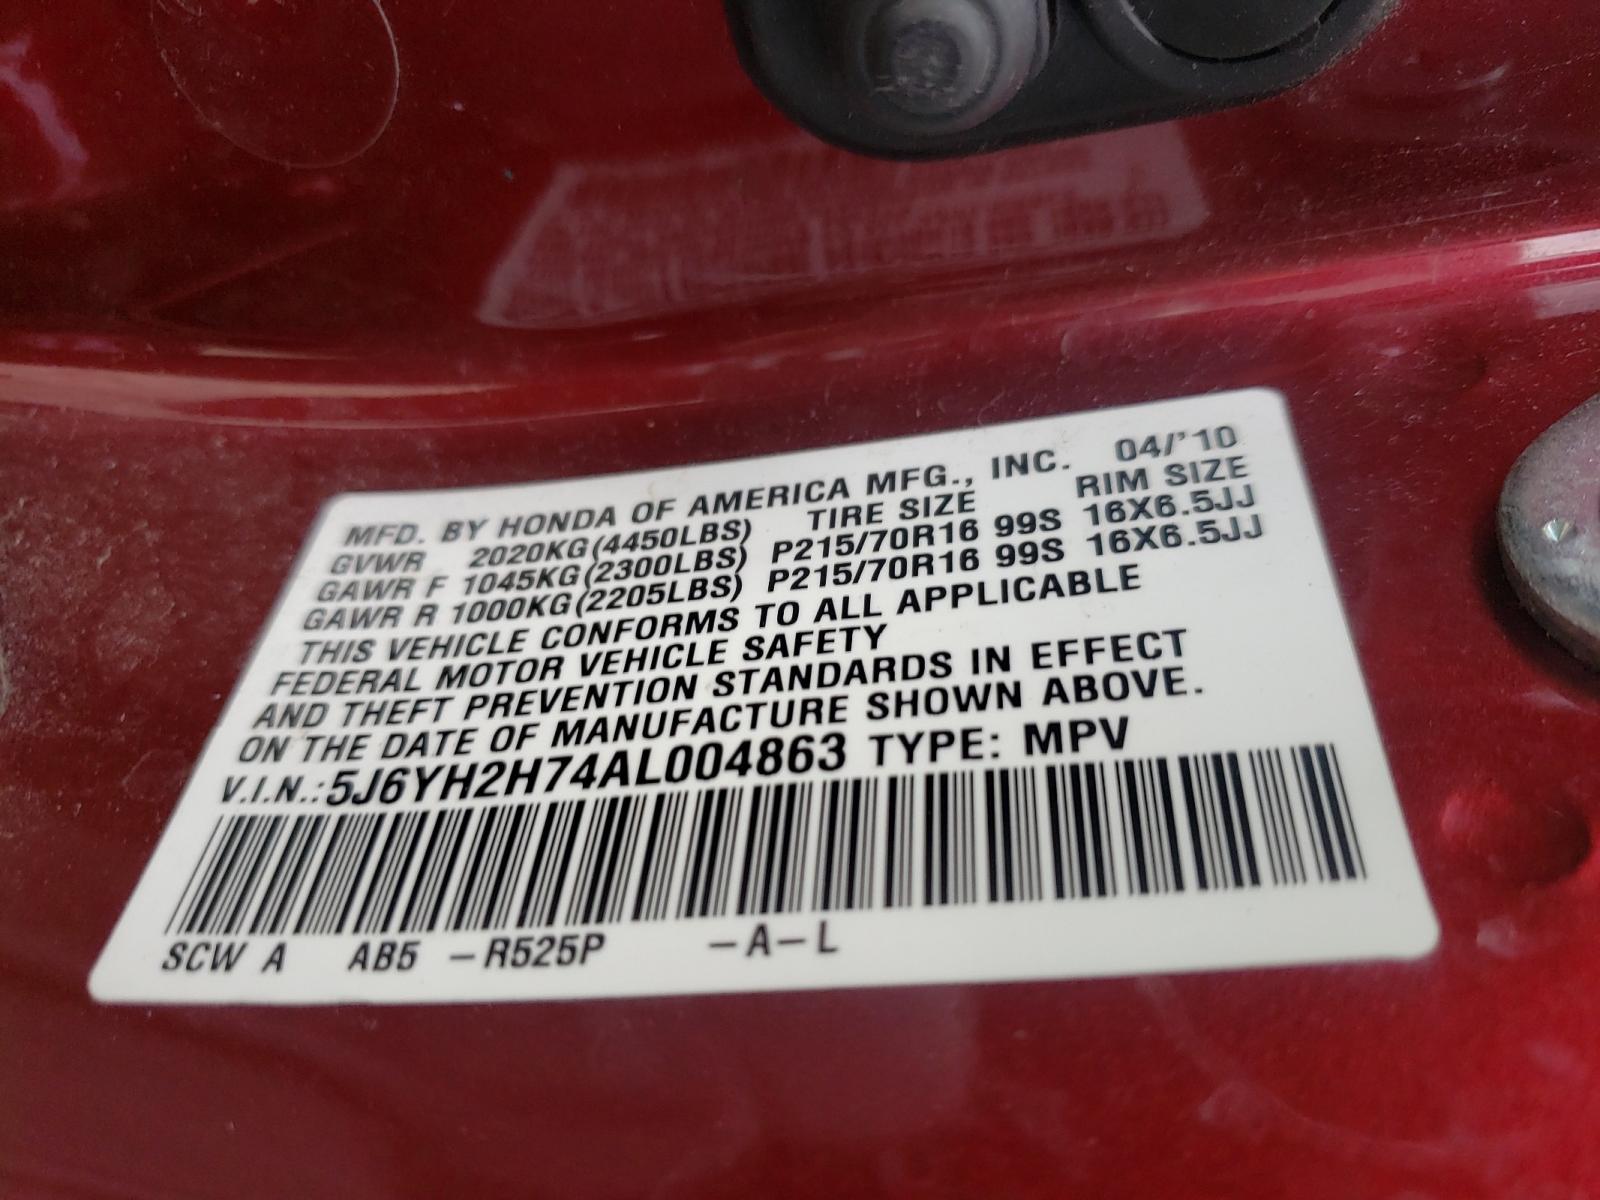 MFD. BY HONDA OF AMERICA MFG., INC. 04/'10
GVWR 2020KG(4450LBS) TIRE SIZE RIM SIZE
GAWR F 1045KG(2300LBS) P215/70R16 99S 16X6.5JJ
GAWR R 1000KG(2205LBS) P215/70R16 99S 16X6.5JJ
THIS VEHICLE CONFORMS TO ALL APPLICABLE
FEDERAL MOTOR VEHICLE SAFETY
AND THEFT PREVENTION STANDARDS IN EFFECT
ON THE DATE OF MANUFACTURE SHOWN ABOVE.
V.I.N.:5J6YH2H74AL004863 TYPE: MPV
SCW A AB5 -R525P -A-L